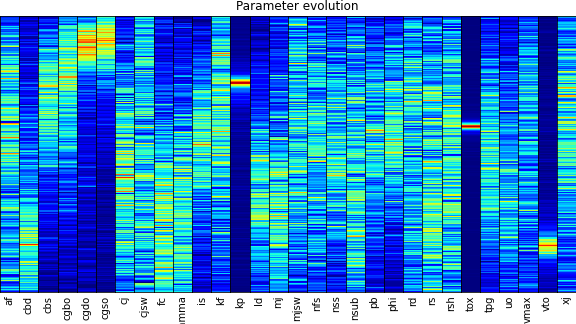 Parameter evolution
af
cbd
cbs
cgbo
cgdo
cgso
cj
cjsw
fc
mma
is
kf
kp
ld
mj
mjsw
nfs
nss
nsub
pb
phi
rd
rs
rsh
tox
tpg
uo
vmax
vto
xj